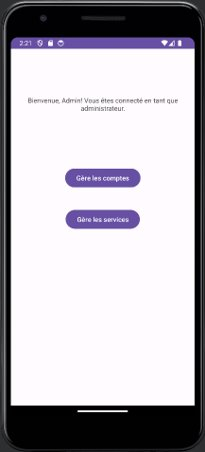 2:21
Bienvenue, Admin! Vous êtes connecté en tant que
administrateur.
Gère les comptes
Gère les services